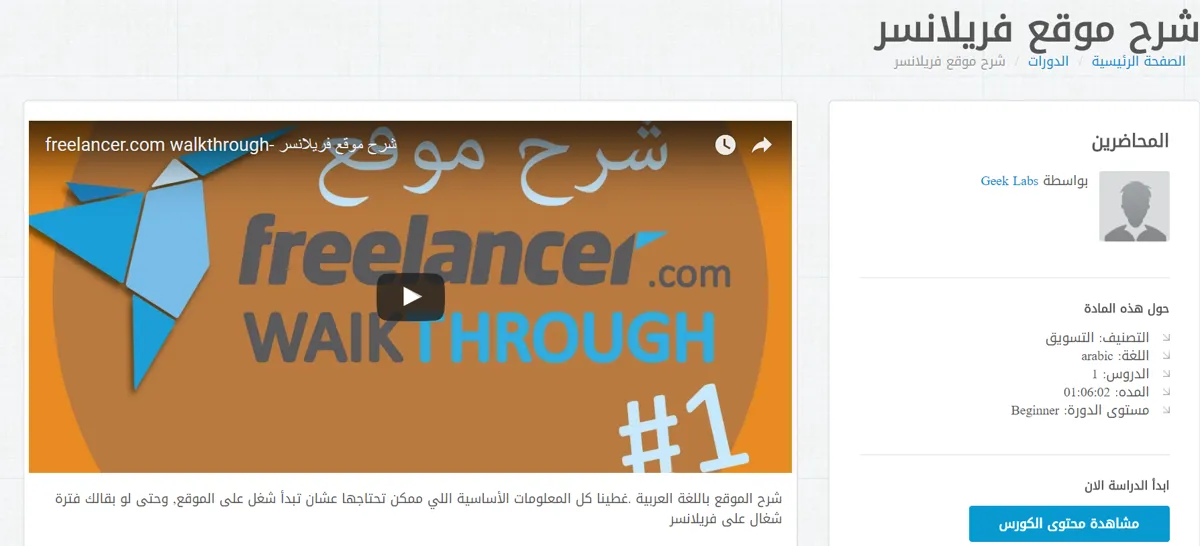 شرح موقع فريلانسر
الصفحة الرئيسية / الدورات / شرح موقع فريلانسر
المحاضرين
بواسطة Geek Labs
حول هذه المادة
التصنيف: التسويق
اللغة: arabic
الدروس: 1
المده: 01:06:02
مستوى الدورة: Beginner
ابدأ الدراسة الان
مشاهدة محتوى الكورس
freelancer.com walkthrough- شرح موقع فريلانسر
شرح موقع
freelancer.com
WALKTHROUGH
#1
شرح الموقع باللغة العربية .غطينا كل المعلومات الأساسية اللي ممكن تحتاجها عشان تبدأ شغل على الموقع, وحتى لو بقالك فترة
شغال على فريلانسر